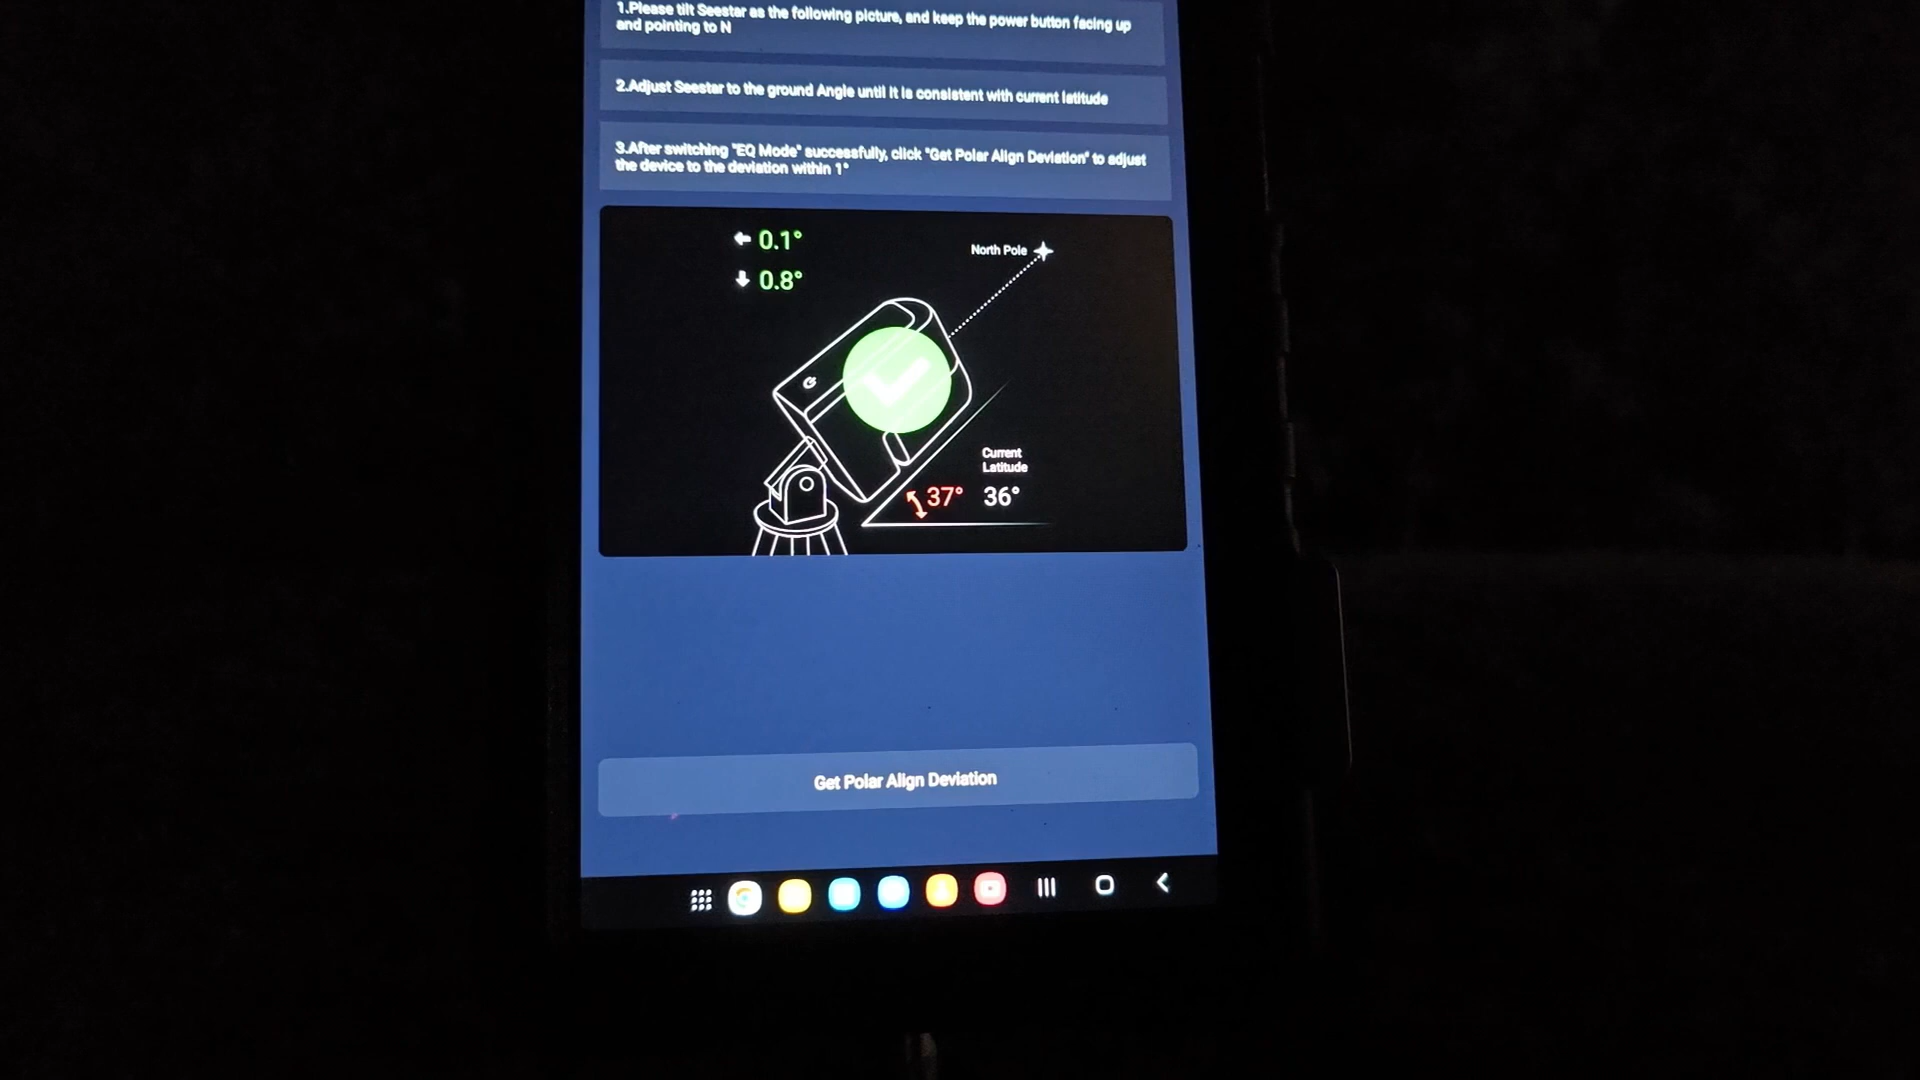 1.Please tilt Seestar as the following picture, and keep the power button facing up
and pointing to N
2.Adjust Seestar to the ground Angle until it is consistent with current latitude
3.After switching "EQ Mode" successfully, click "Get Polar Align Deviation" to adjust
the device to the deviation within 1°
0.1°
North Pole
0.8°
Current
Latitude
37° 36°
Get Polar Align Deviation